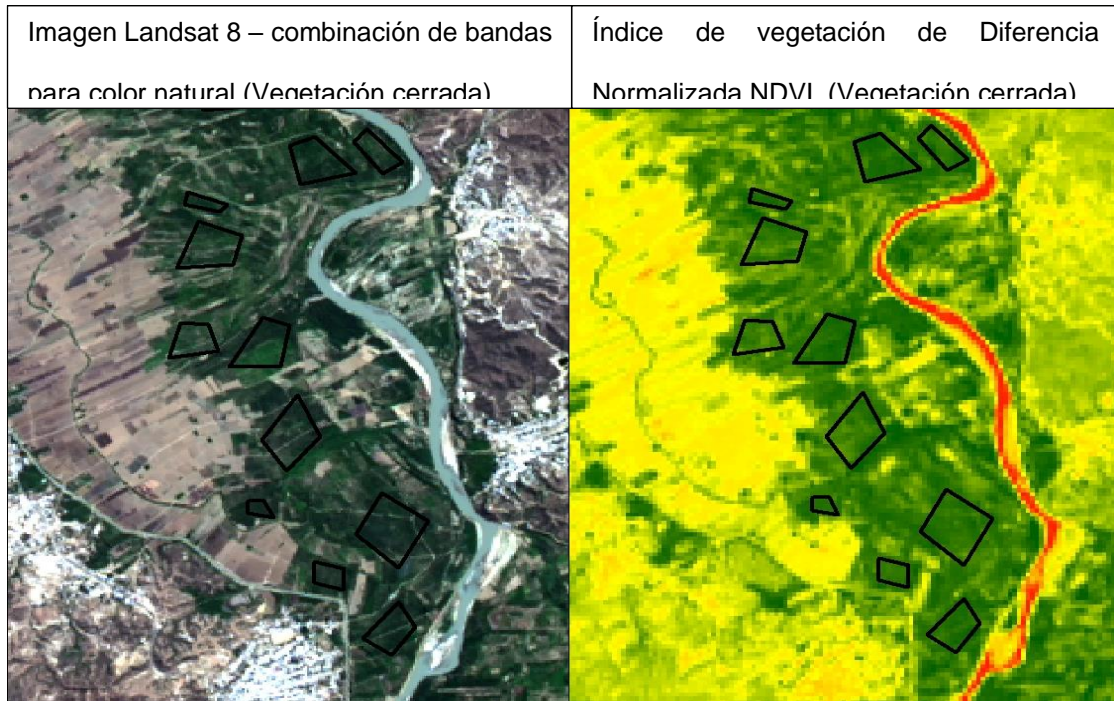 Imagen Landsat 8 – combinación de bandas
para color natural (Vegetación cerrada)
Índice de vegetación de Diferencia
Normalizada NDVI (Vegetación cerrada)